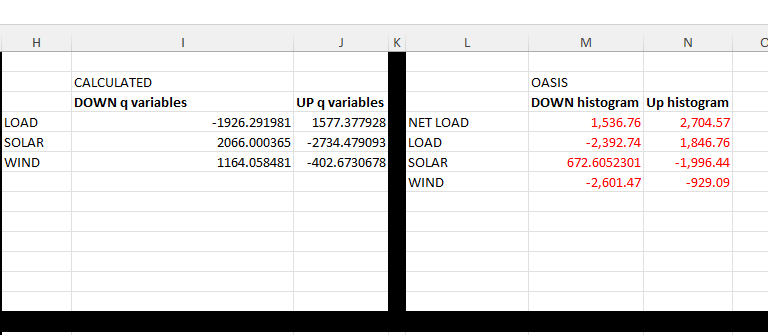 H I J K L M N
CALCULATED OASIS
DOWN q variables UP q variables DOWN histogram Up histogram
LOAD -1926.291981 1577.377928 NET LOAD 1,536.76 2,704.57
SOLAR 2066.000365 -2734.479093 LOAD -2,392.74 1,846.76
WIND 1164.058481 -402.6730678 SOLAR 672.6052301 -1,996.44
WIND -2,601.47 -929.09